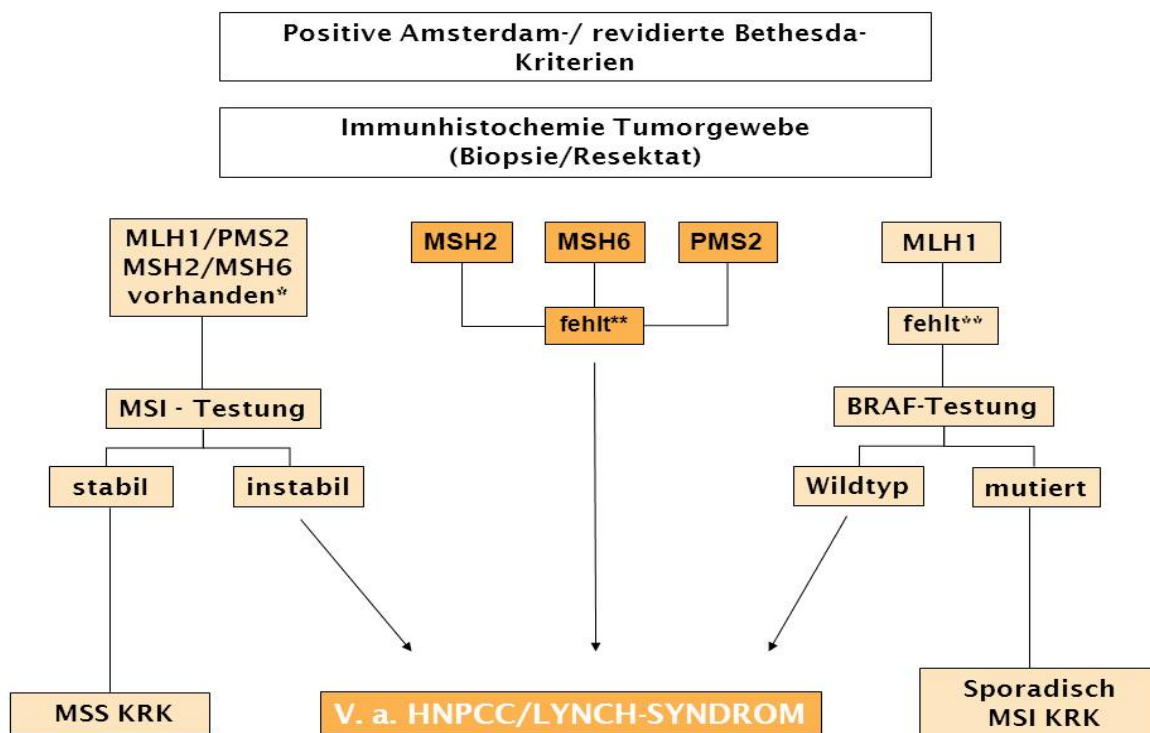 Positive Amsterdam-/ revidierte Bethesda-
Kriterien
Immunhistochemie Tumorgewebe
(Biopsie/Resektat)
MLH1/PMS2
MSH2/MSH6
vorhanden*
MSH2
MSH6
PMS2
MLH1
fehlt**
fehlt**
MSI - Testung
BRAF-Testung
stabil
instabil
Wildtyp
mutiert
MSS KRK
V. a. HNPCC/LYNCH-SYNDROM
Sporadisch
MSI KRK